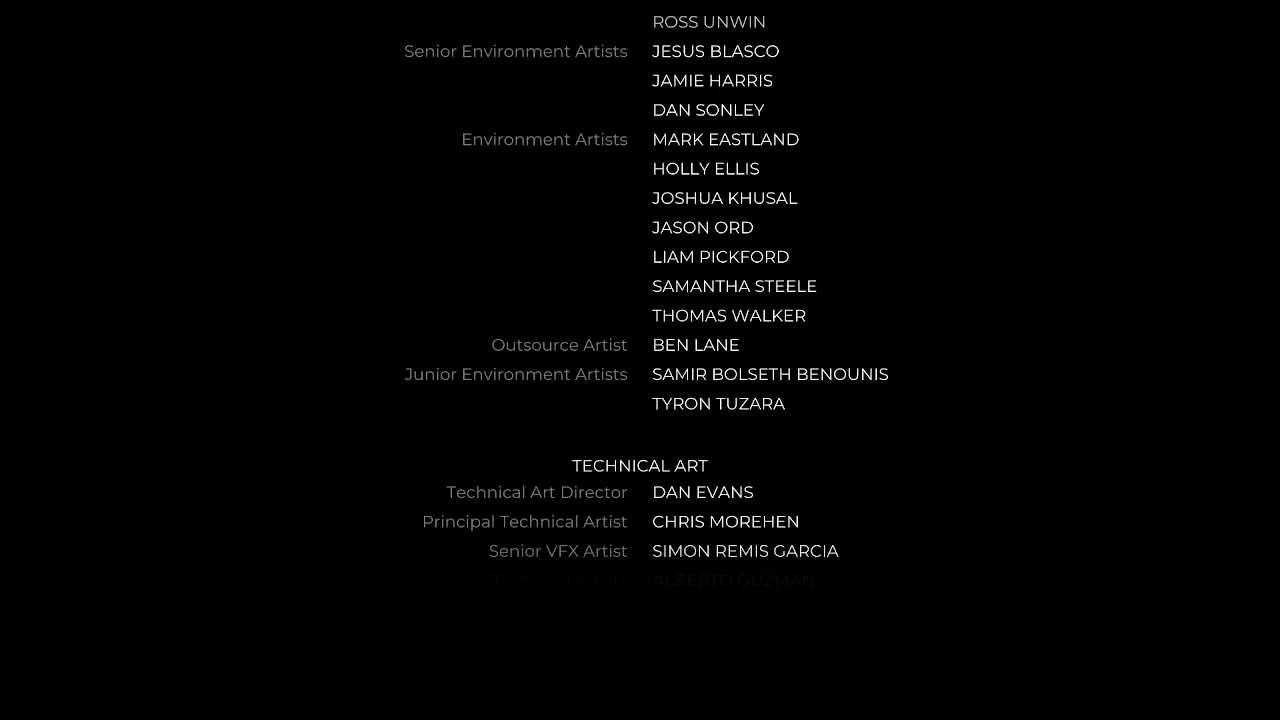 ROSS UNWIN
Senior Environment Artists JESUS BLASCO
JAMIE HARRIS
DAN SONLEY
Environment Artists MARK EASTLAND
HOLLY ELLIS
JOSHUA KHUSAL
JASON ORD
LIAM PICKFORD
SAMANTHA STEELE
THOMAS WALKER
Outsource Artist BEN LANE
Junior Environment Artists SAMIR BOLSETH BENOUNIS
TYRON TUZARA
TECHNICAL ART
Technical Art Director DAN EVANS
Principal Technical Artist CHRIS MOREHEN
Senior VFX Artist SIMON REMIS GARCIA
ALBERTO GUZMÁN